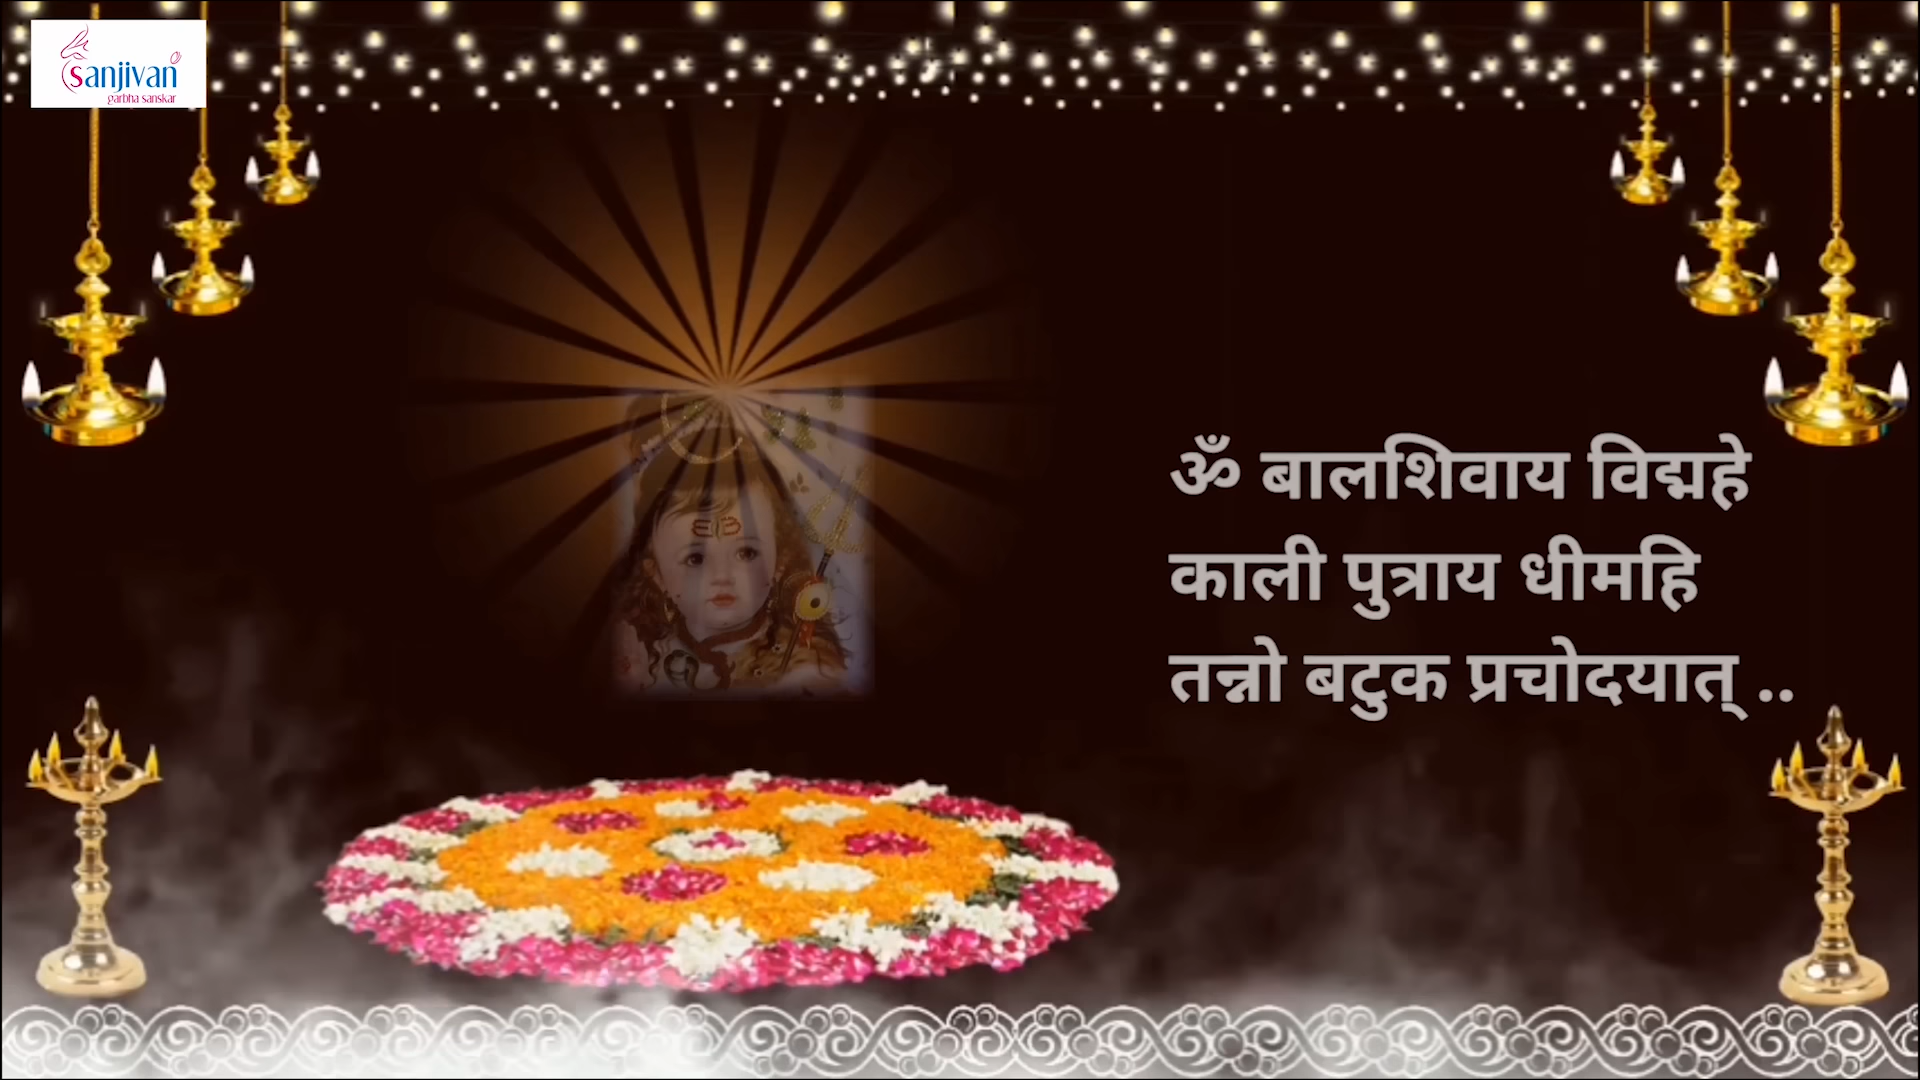 Sanjivan
garbha sanskar
ॐ बालशिवाय विद्महे
काली पुत्राय धीमहि
तन्नो बटुक प्रचोदयात् ..